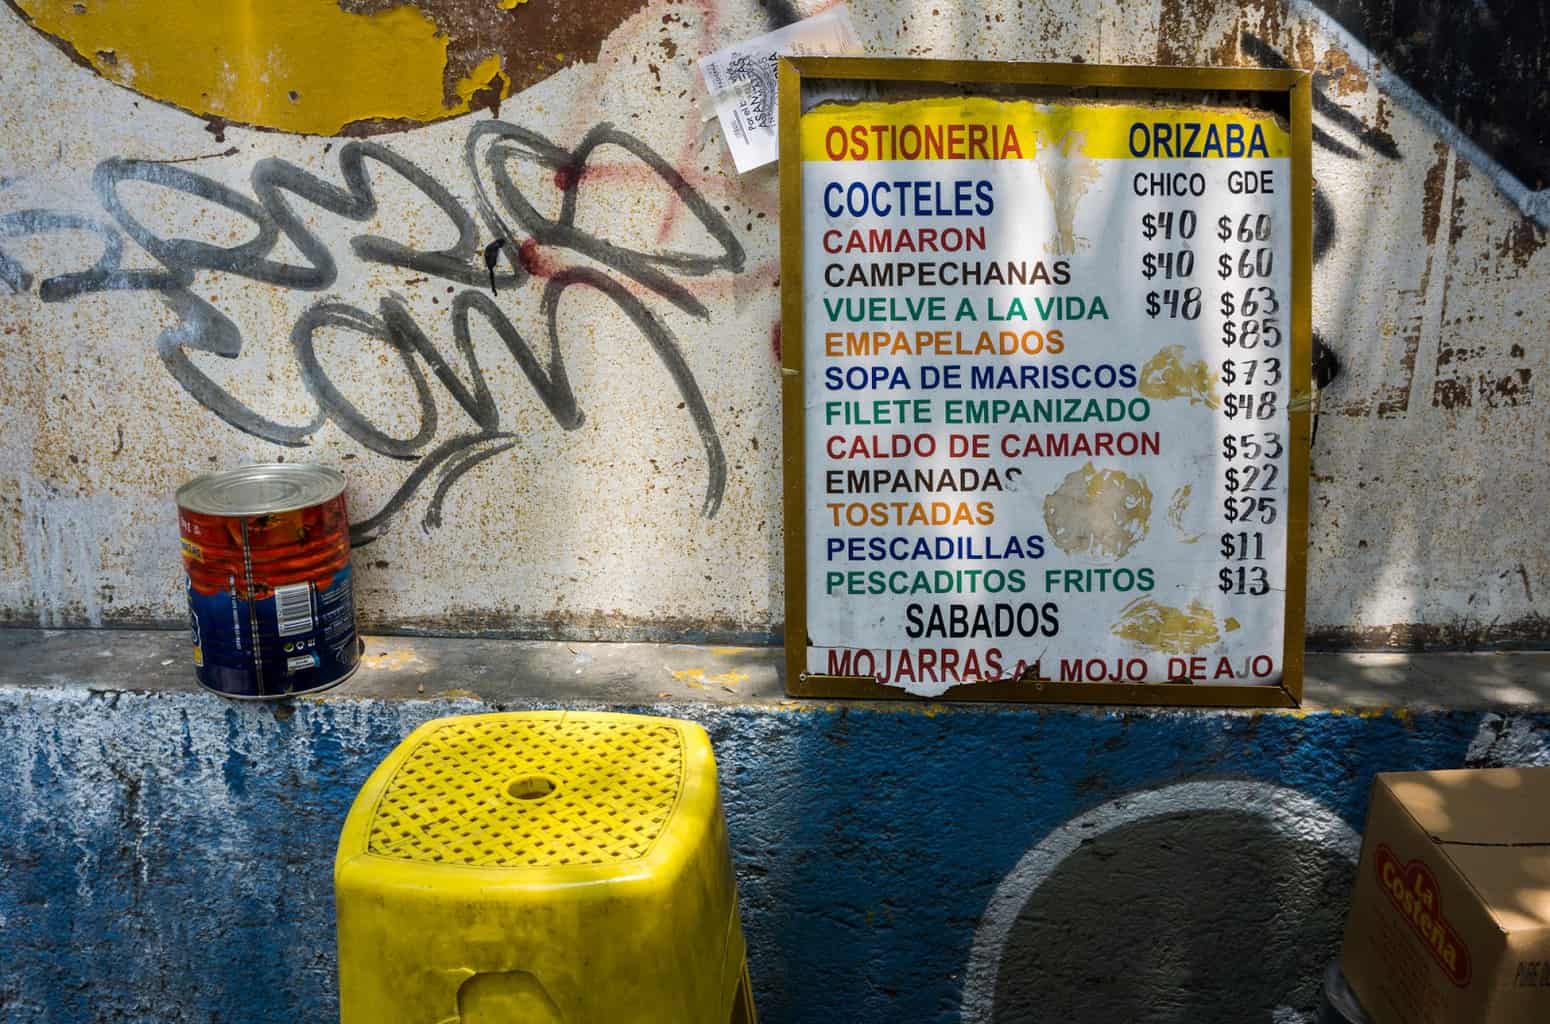 OSTIONERIA ORIZABA
COCTELES CHICO GDE
CAMARON $40 $60
CAMPECHANAS $40 $60
VUELVE A LA VIDA $48 $63
EMPAPELADOS $85
SOPA DE MARISCOS $73
FILETE EMPANIZADO $48
CALDO DE CAMARON $53
EMPANADAS $22
TOSTADAS $25
PESCADILLAS $11
PESCADITOS FRITOS $13
SABADOS
MOJARRAS AL MOJO DE AJO
La
Costeña